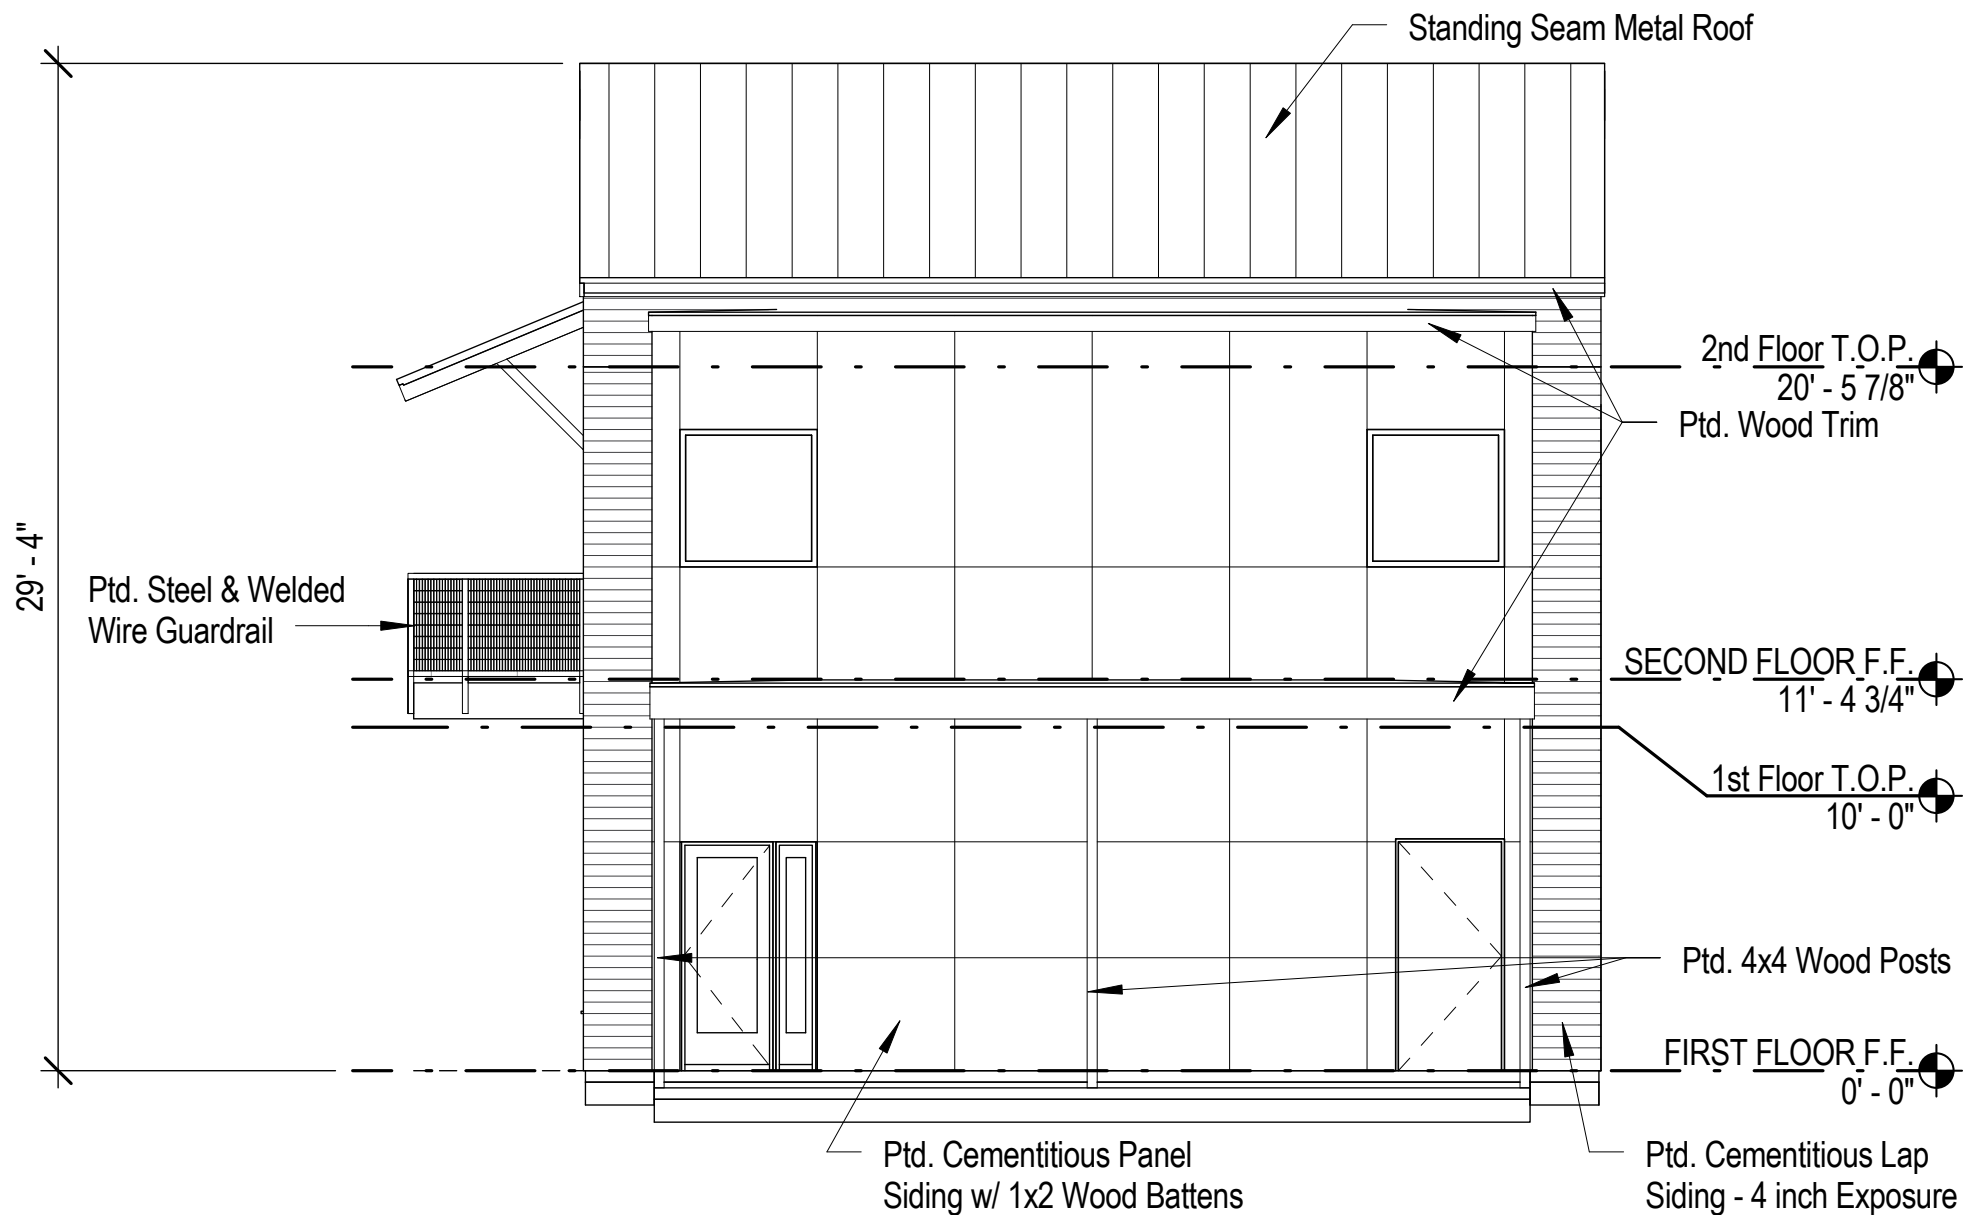 Standing Seam Metal Roof
2nd Floor T.O.P.
20' - 5 7/8"
Ptd. Wood Trim
29' - 4"
Ptd. Steel & Welded
Wire Guardrail
SECOND FLOOR F.F.
11' - 4 3/4"
1st Floor T.O.P.
10' - 0"
Ptd. 4x4 Wood Posts
FIRST FLOOR F.F.
0' - 0"
Ptd. Cementitious Panel
Siding w/ 1x2 Wood Battens
Ptd. Cementitious Lap
Siding - 4 inch Exposure